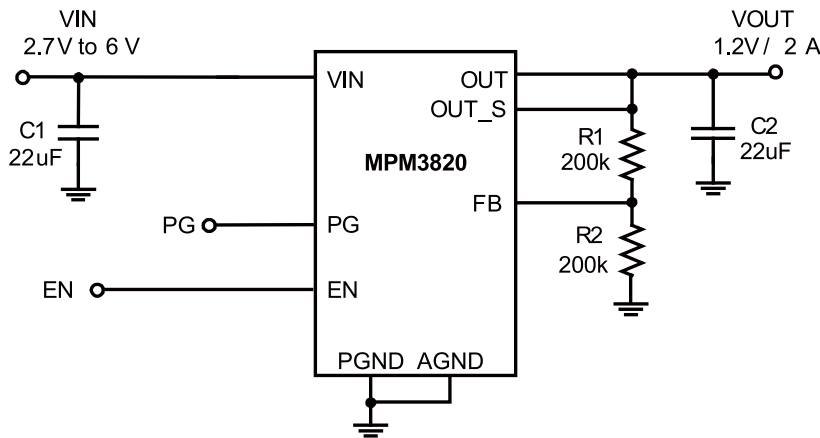 VIN
2.7V to 6 V
VOUT
1.2V / 2 A
VIN
OUT
OUT_S
C1
22uF
MPM3820
R1
200k
C2
22uF
FB
PG
PG
R2
200k
EN
EN
PGND AGND